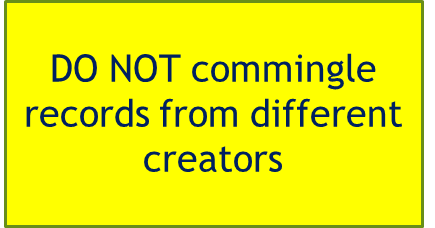 DO NOT commingle
records from different
creators